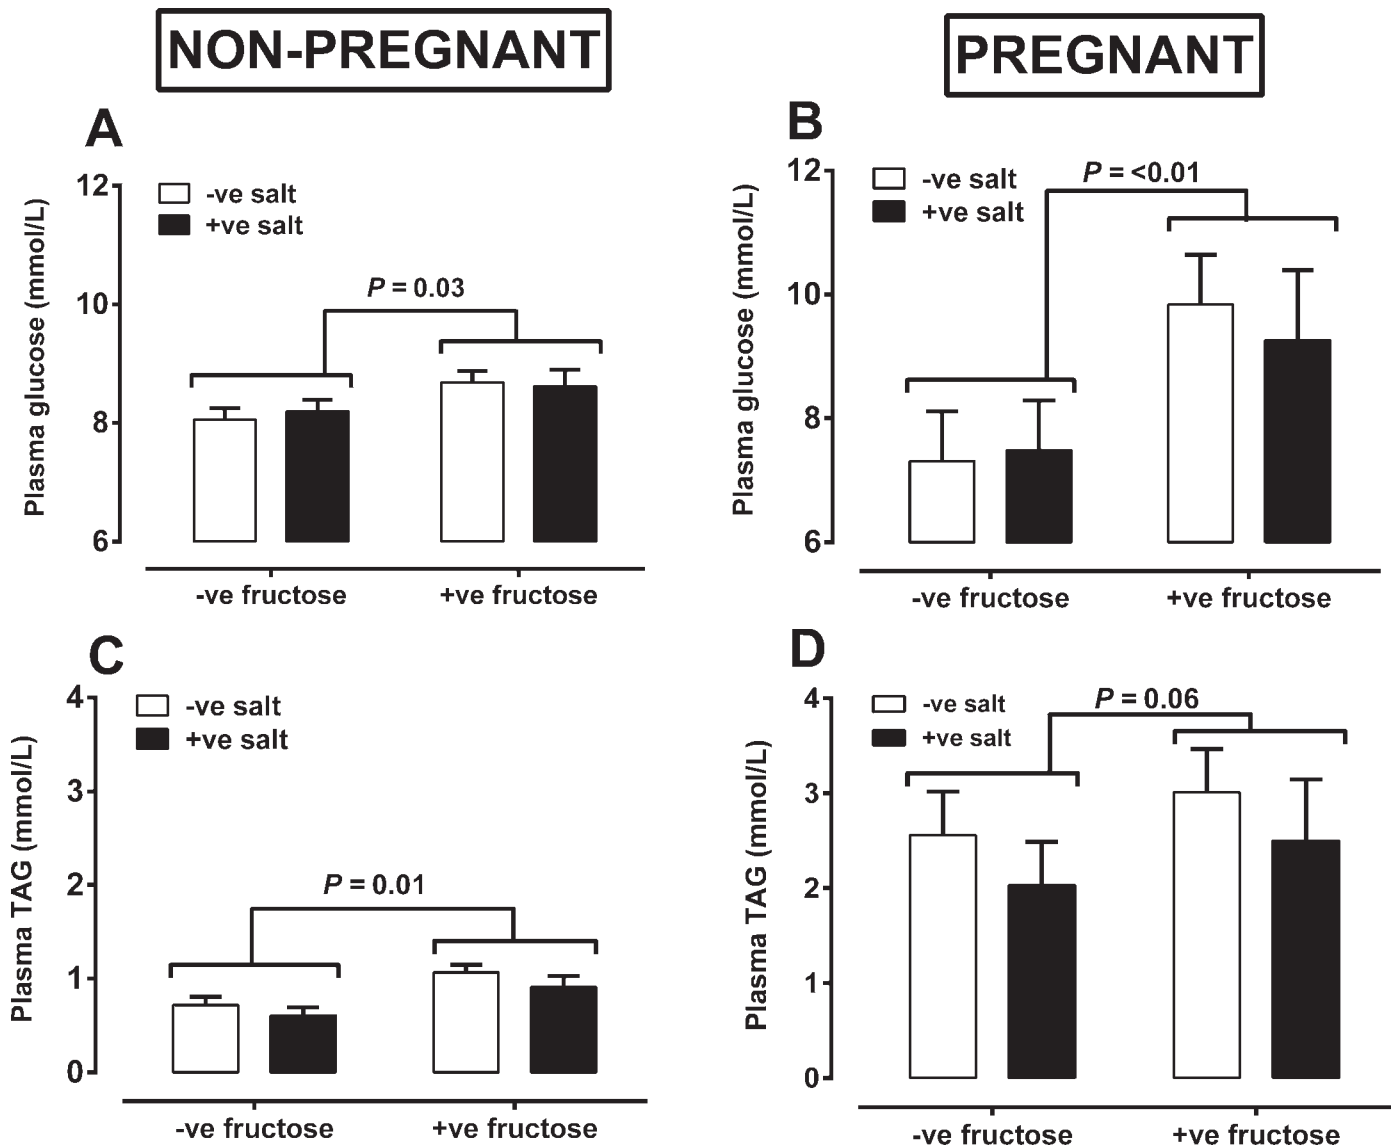 NON-PREGNANT
PREGNANT
A
Plasma glucose (mmol/L)
12
10
8
6
-ve salt
+ve salt
P = 0.03
-ve fructose
+ve fructose
B
Plasma glucose (mmol/L)
12
10
8
6
-ve salt
+ve salt
P = <0.01
-ve fructose
+ve fructose
C
Plasma TAG (mmol/L)
4
3
2
1
0
-ve salt
+ve salt
P = 0.01
-ve fructose
+ve fructose
D
Plasma TAG (mmol/L)
4
3
2
1
0
-ve salt
+ve salt
P = 0.06
-ve fructose
+ve fructose